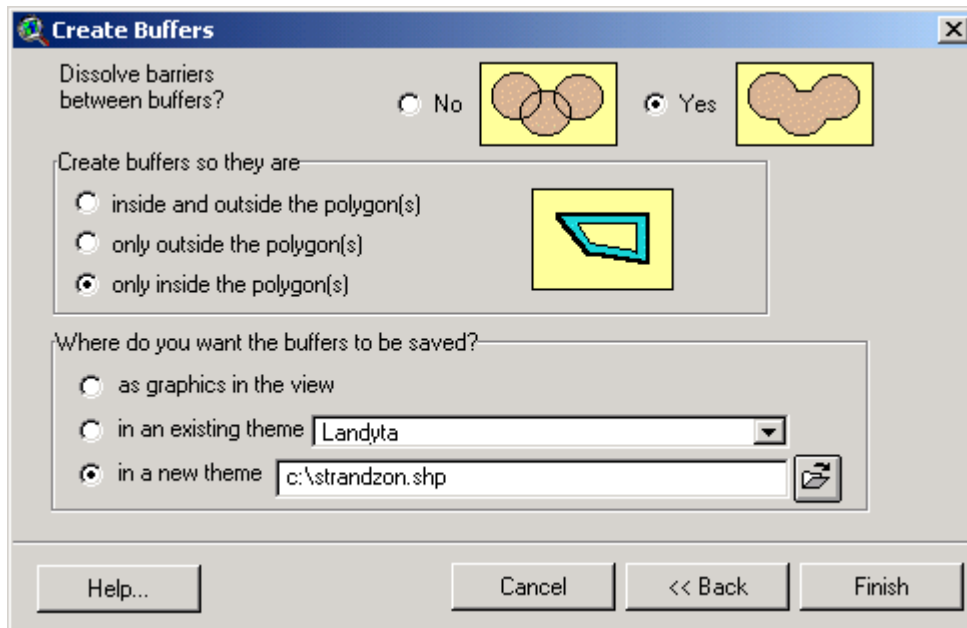 Create Buffers
Dissolve barriers
between buffers?
No
Yes
Create buffers so they are
inside and outside the polygon(s)
only outside the polygon(s)
only inside the polygon(s)
Where do you want the buffers to be saved?
as graphics in the view
in an existing theme Landyta
in a new theme c:\strandzon.shp
Help... Cancel << Back Finish